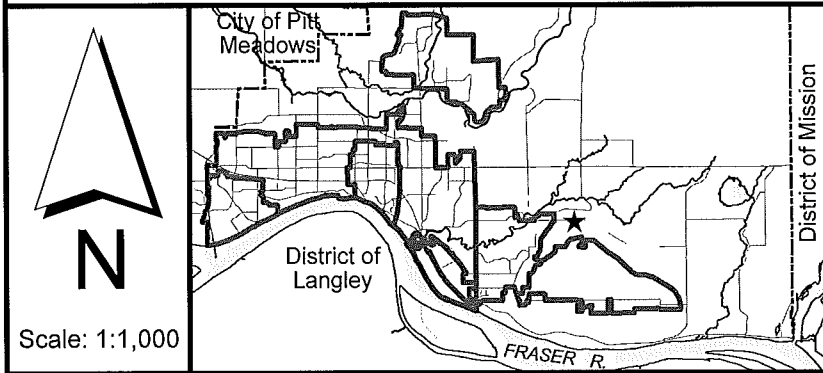 City of Pitt
Meadows
District of Mission
District of
Langley
N
Scale: 1:1,000
FRASER R.